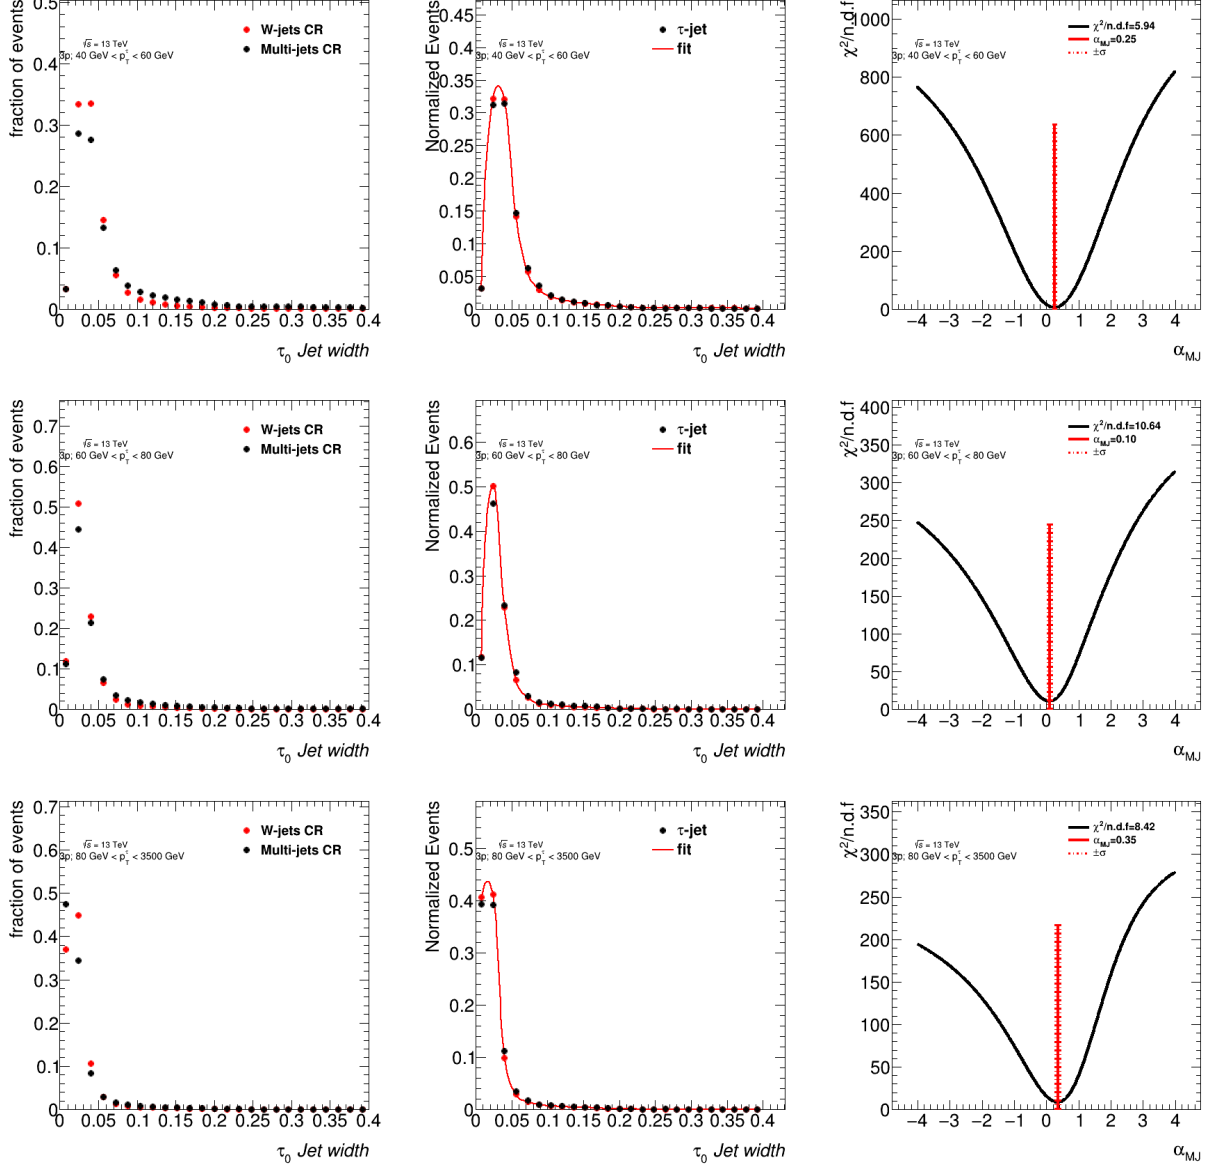 fraction of events
0.5
0.4
0.3
0.2
0.1
0
√s = 13 TeV
3p; 40 GeV < p_T^τ < 60 GeV
W-jets CR
Multi-jets CR
0 0.05 0.1 0.15 0.2 0.25 0.3 0.35 0.4
τ₀ Jet width
Normalized Events
0.45
0.4
0.35
0.3
0.25
0.2
0.15
0.1
0.05
0
√s = 13 TeV
3p; 40 GeV < p_T^τ < 60 GeV
τ-jet
fit
0 0.05 0.1 0.15 0.2 0.25 0.3 0.35 0.4
τ₀ Jet width
χ²/n.d.f
1000
800
600
400
200
0
√s = 13 TeV
3p; 40 GeV < p_T^τ < 60 GeV
χ²/n.d.f=5.94
α_MJ=0.25
±σ
−4 −3 −2 −1 0 1 2 3 4
α_MJ
fraction of events
0.7
0.6
0.5
0.4
0.3
0.2
0.1
0
√s = 13 TeV
3p; 60 GeV < p_T^τ < 80 GeV
W-jets CR
Multi-jets CR
0 0.05 0.1 0.15 0.2 0.25 0.3 0.35 0.4
τ₀ Jet width
Normalized Events
0.6
0.5
0.4
0.3
0.2
0.1
0
√s = 13 TeV
3p; 60 GeV < p_T^τ < 80 GeV
τ-jet
fit
0 0.05 0.1 0.15 0.2 0.25 0.3 0.35 0.4
τ₀ Jet width
χ²/n.d.f
400
350
300
250
200
150
100
50
0
√s = 13 TeV
3p; 60 GeV < p_T^τ < 80 GeV
χ²/n.d.f=10.64
α_MJ=0.10
±σ
−4 −3 −2 −1 0 1 2 3 4
α_MJ
fraction of events
0.7
0.6
0.5
0.4
0.3
0.2
0.1
0
√s = 13 TeV
3p; 80 GeV < p_T^τ < 3500 GeV
W-jets CR
Multi-jets CR
0 0.05 0.1 0.15 0.2 0.25 0.3 0.35 0.4
τ₀ Jet width
Normalized Events
0.5
0.4
0.3
0.2
0.1
0
√s = 13 TeV
3p; 80 GeV < p_T^τ < 3500 GeV
τ-jet
fit
0 0.05 0.1 0.15 0.2 0.25 0.3 0.35 0.4
τ₀ Jet width
χ²/n.d.f
350
300
250
200
150
100
50
0
√s = 13 TeV
3p; 80 GeV < p_T^τ < 3500 GeV
χ²/n.d.f=8.42
α_MJ=0.35
±σ
−4 −3 −2 −1 0 1 2 3 4
α_MJ